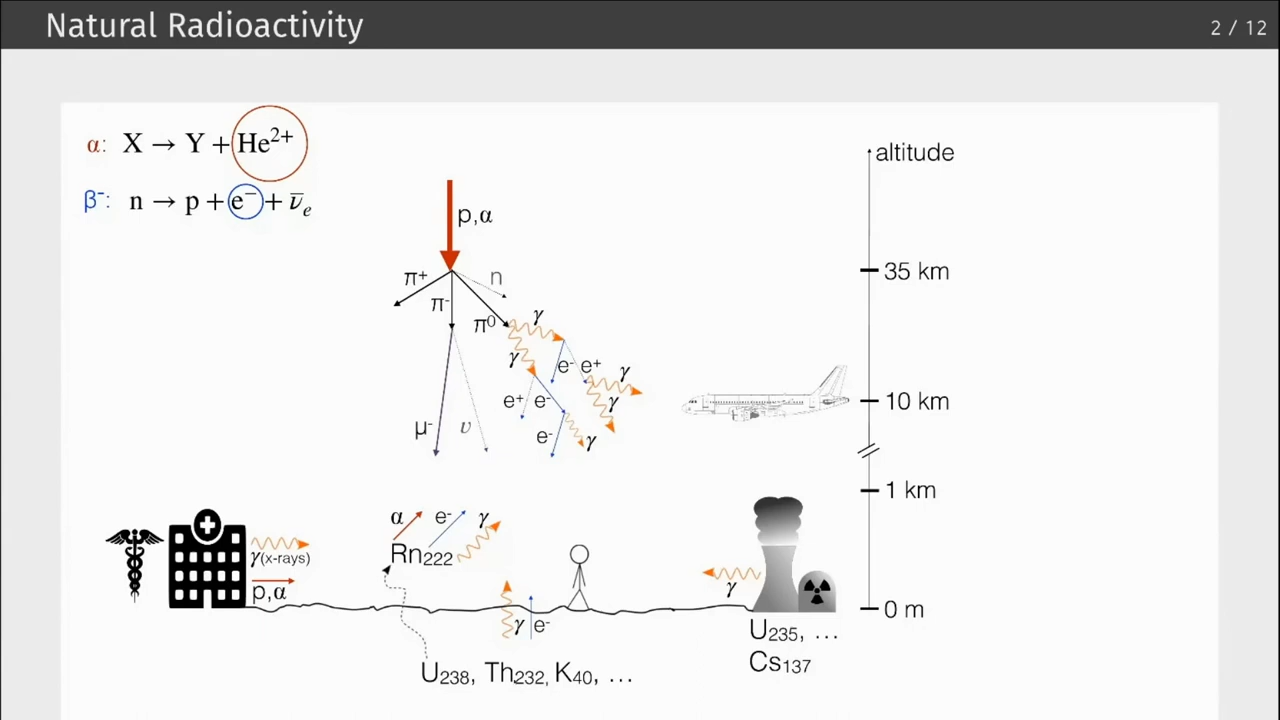 Natural Radioactivity
2 / 12
α: X → Y + He²⁺
β⁻: n → p + e⁻ + ν̅ₑ
altitude
p,α
35 km
π⁺
n
π⁻
π⁰
γ
γ
e⁻ e⁺
γ
e⁺ e⁻
γ
10 km
μ⁻
υ
e⁻
γ
1 km
α
e⁻
γ
Rn₂₂₂
γ(x-rays)
p,α
γ
0 m
γ e⁻
U₂₃₅, ...
Cs₁₃₇
U₂₃₈, Th₂₃₂, K₄₀, ...